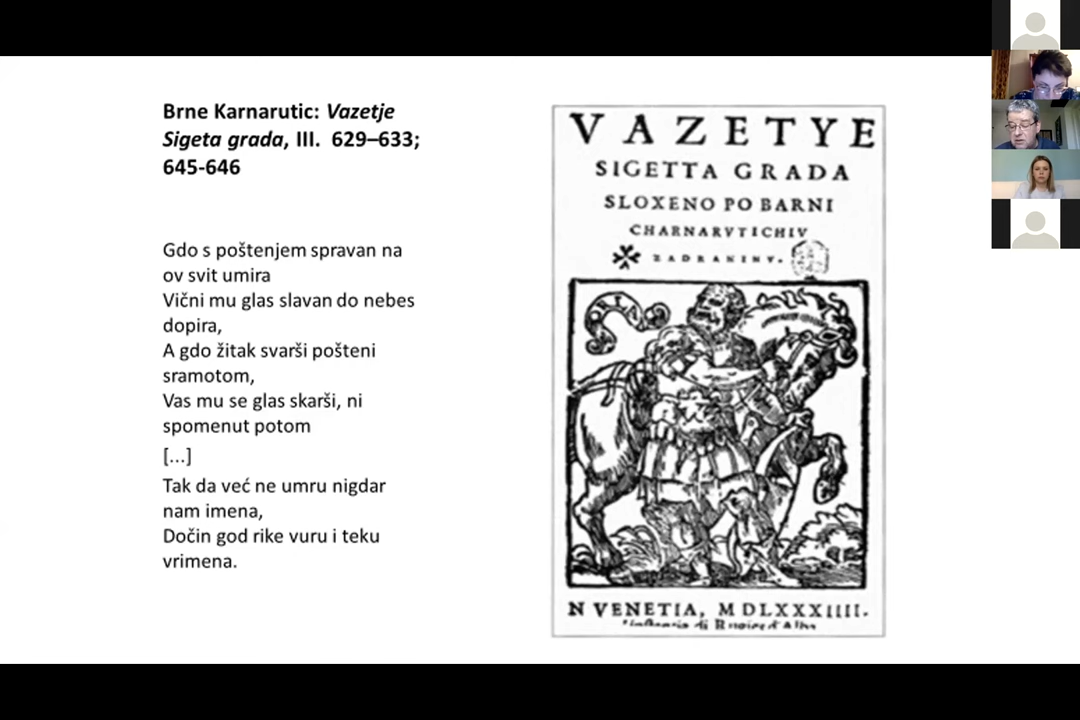 Brne Karnarutic: Vazetje
Sigeta grada, III. 629–633;
645-646
Gdo s poštenjem spravan na
ov svit umira
Vični mu glas slavan do nebes
dopira,
A gdo žitak svarši pošteni
sramotom,
Vas mu se glas skarši, ni
spomenut potom
[...]
Tak da već ne umru nigdar
nam imena,
Dočin god rike vuru i teku
vrimena.
VAZETYE
SIGETTA GRADA
SLOXENO PO BARNI
CHARNARVTICHIV
ZADRANINV.
N VENETIA, MDLXXXIIII.